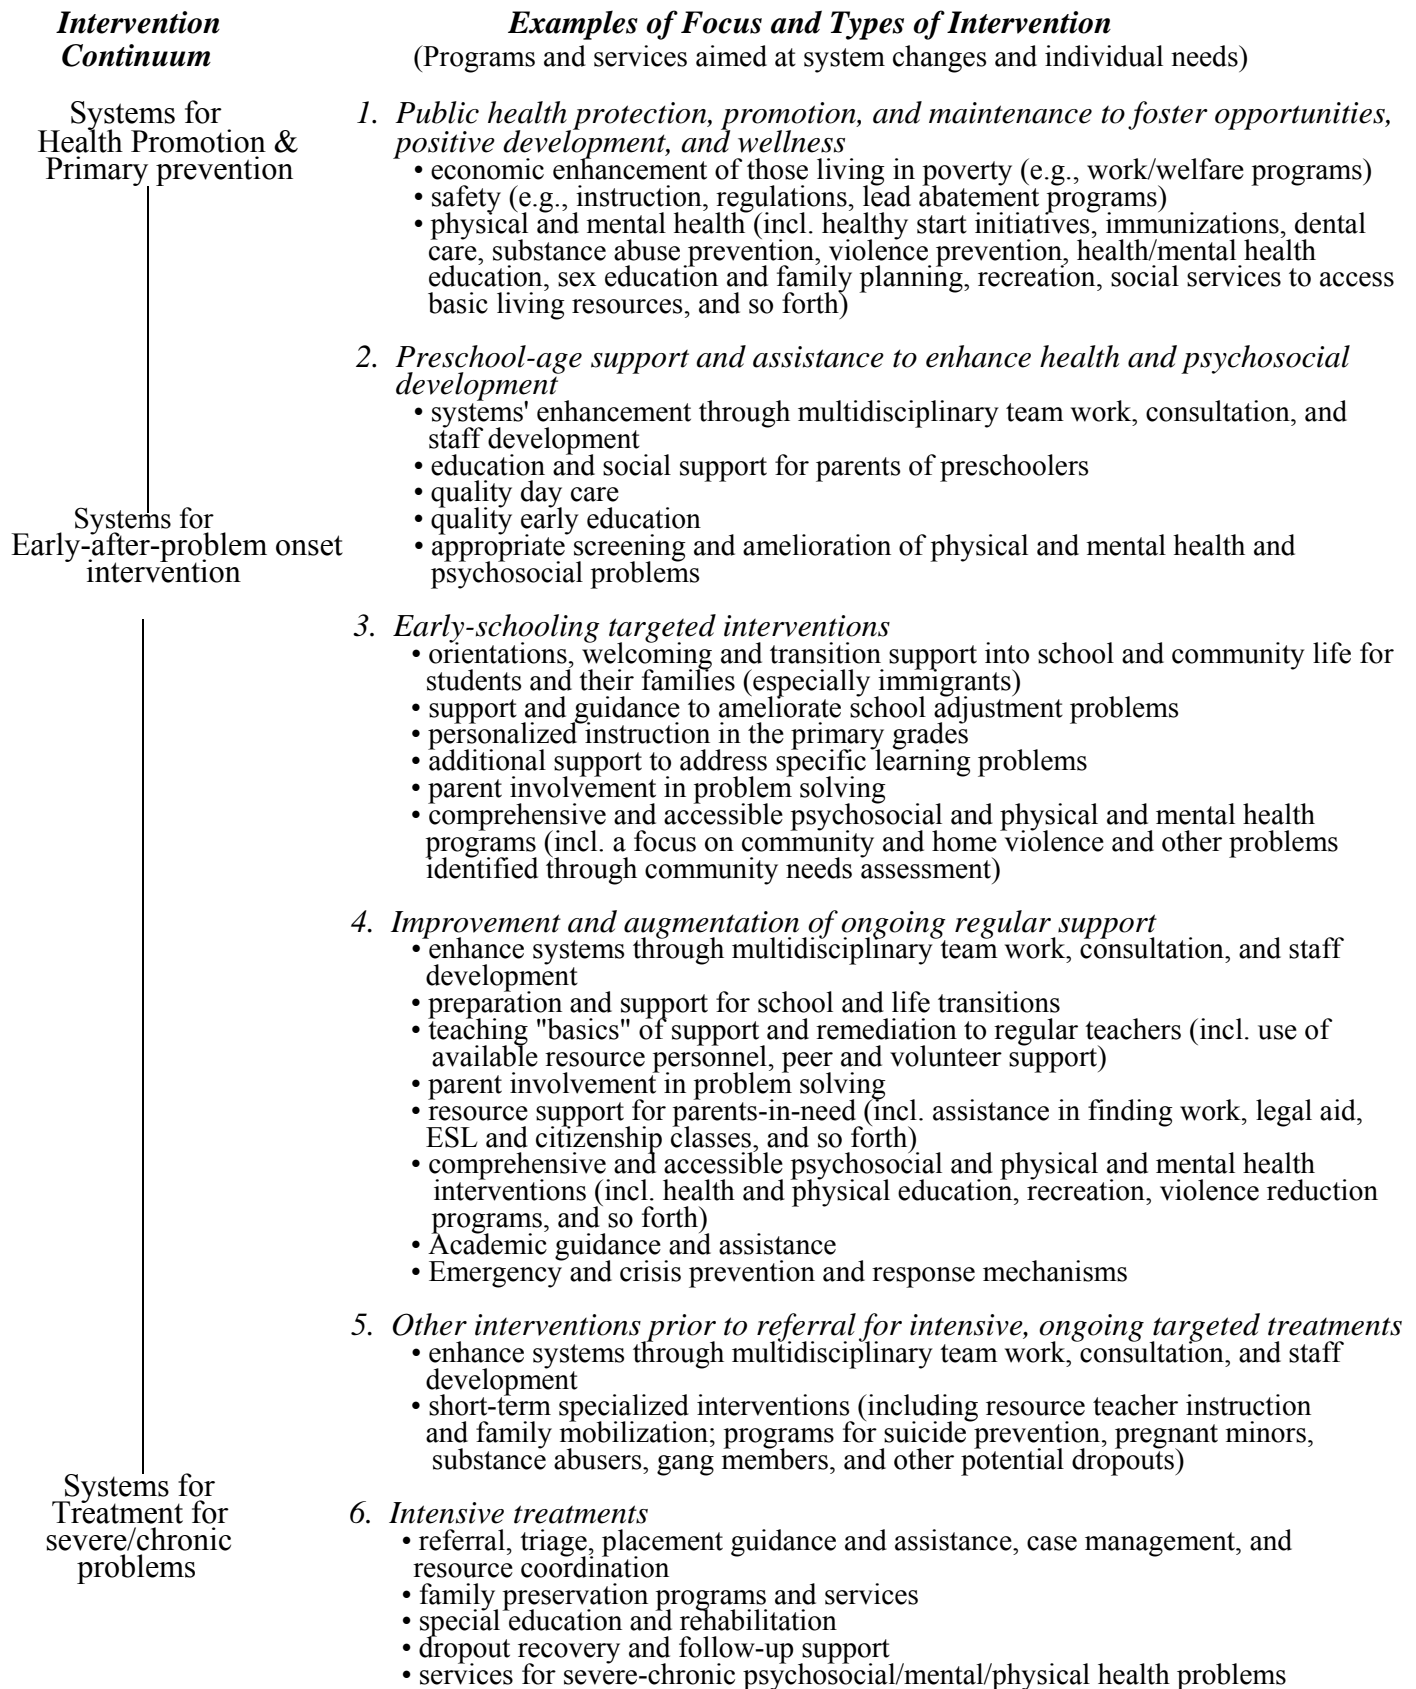 Intervention
Continuum
Examples of Focus and Types of Intervention
(Programs and services aimed at system changes and individual needs)
Systems for
Health Promotion &
Primary prevention
1. Public health protection, promotion, and maintenance to foster opportunities,
positive development, and wellness
• economic enhancement of those living in poverty (e.g., work/welfare programs)
• safety (e.g., instruction, regulations, lead abatement programs)
• physical and mental health (incl. healthy start initiatives, immunizations, dental
care, substance abuse prevention, violence prevention, health/mental health
education, sex education and family planning, recreation, social services to access
basic living resources, and so forth)
2. Preschool-age support and assistance to enhance health and psychosocial
development
• systems' enhancement through multidisciplinary team work, consultation, and
staff development
• education and social support for parents of preschoolers
• quality day care
• quality early education
• appropriate screening and amelioration of physical and mental health and
psychosocial problems
Systems for
Early-after-problem onset
intervention
3. Early-schooling targeted interventions
• orientations, welcoming and transition support into school and community life for
students and their families (especially immigrants)
• support and guidance to ameliorate school adjustment problems
• personalized instruction in the primary grades
• additional support to address specific learning problems
• parent involvement in problem solving
• comprehensive and accessible psychosocial and physical and mental health
programs (incl. a focus on community and home violence and other problems
identified through community needs assessment)
4. Improvement and augmentation of ongoing regular support
• enhance systems through multidisciplinary team work, consultation, and staff
development
• preparation and support for school and life transitions
• teaching "basics" of support and remediation to regular teachers (incl. use of
available resource personnel, peer and volunteer support)
• parent involvement in problem solving
• resource support for parents-in-need (incl. assistance in finding work, legal aid,
ESL and citizenship classes, and so forth)
• comprehensive and accessible psychosocial and physical and mental health
interventions (incl. health and physical education, recreation, violence reduction
programs, and so forth)
• Academic guidance and assistance
• Emergency and crisis prevention and response mechanisms
5. Other interventions prior to referral for intensive, ongoing targeted treatments
• enhance systems through multidisciplinary team work, consultation, and staff
development
• short-term specialized interventions (including resource teacher instruction
and family mobilization; programs for suicide prevention, pregnant minors,
substance abusers, gang members, and other potential dropouts)
Systems for
Treatment for
severe/chronic
problems
6. Intensive treatments
• referral, triage, placement guidance and assistance, case management, and
resource coordination
• family preservation programs and services
• special education and rehabilitation
• dropout recovery and follow-up support
• services for severe-chronic psychosocial/mental/physical health problems